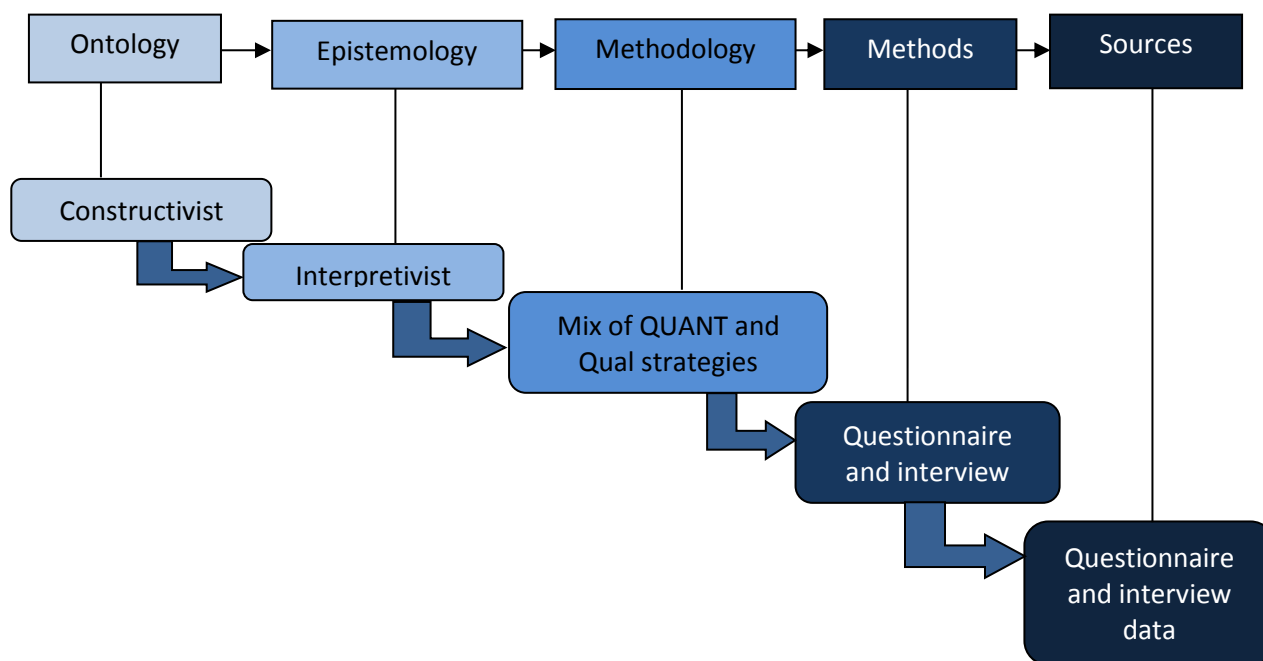 Ontology
Epistemology
Methodology
Methods
Sources
Constructivist
Interpretivist
Mix of QUANT and
Qual strategies
Questionnaire
and interview
Questionnaire
and interview
data